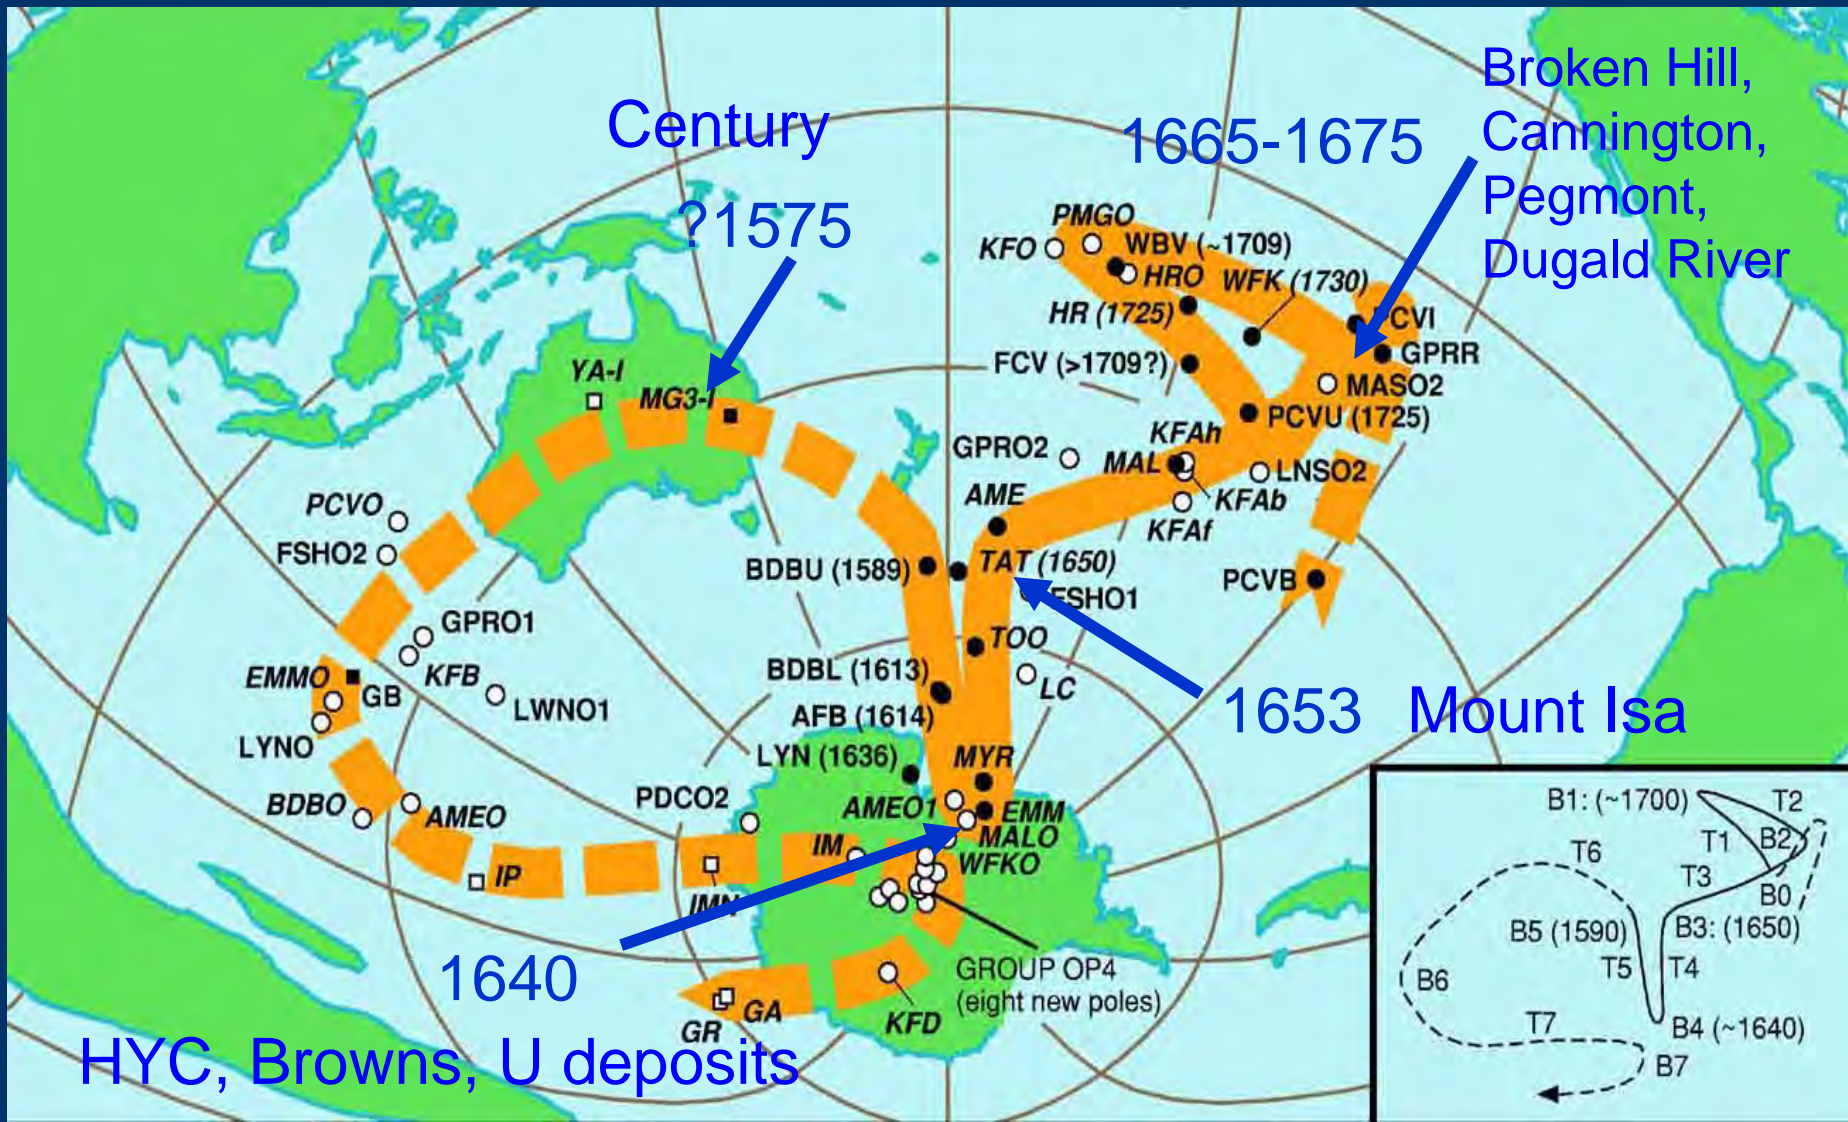 Century
?1575
1665-1675
Broken Hill,
Cannington,
Pegmont,
Dugald River
PMGO
KFO
WBV (~1709)
HRO
WFK (1730)
HR (1725)
PCVI
FCV (>1709?)
GPRR
MASO2
YA-I
MG3-I
PCVU (1725)
KFAh
GPRO2
MAL
LNSO2
KFAb
AME
KFAf
PCVO
FSHO2
BDBU (1589)
TAT (1650)
PCVB
FSHO1
GPRO1
TOO
BDBL (1613)
EMMO
GB
KFB
LC
LWNO1
1653 Mount Isa
AFB (1614)
LYNO
LYN (1636)
MYR
PDCO2
BDBO
AMEO
AMEO1
EMM
MALO
IM
WFKO
IP
IMN
1640
GROUP OP4
(eight new poles)
GA
GR
KFD
HYC, Browns, U deposits
B1: (~1700)
T2
T1
B2
T6
T3
B0
B5 (1590)
B3: (1650)
T5
T4
B6
T7
B4 (~1640)
B7